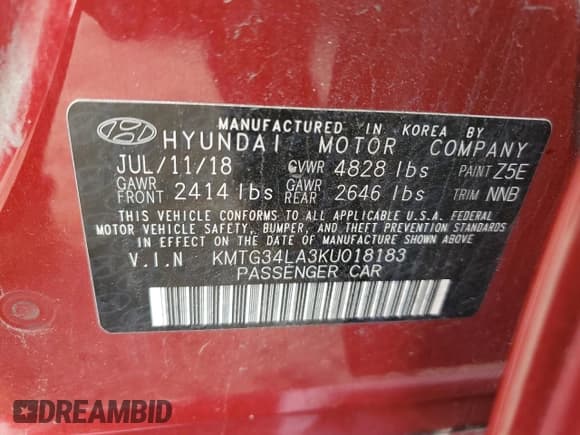 MANUFACTURED IN KOREA BY
HYUNDAI MOTOR COMPANY
JUL/11/18 GVWR 4828 lbs PAINT Z5E
GAWR FRONT 2414 lbs GAWR REAR 2646 lbs TRIM NNB
THIS VEHICLE CONFORMS TO ALL APPLICABLE U.S.A. FEDERAL
MOTOR VEHICLE SAFETY, BUMPER, AND THEFT PREVENTION STANDARDS
IN EFFECT ON THE DATE OF MANUFACTURE SHOWN ABOVE
V.I.N KMTG34LA3KU018183
PASSENGER CAR
DREAMBID